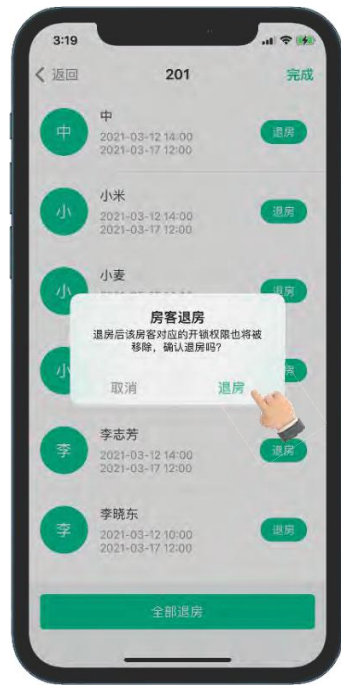 3:19
返回
201
完成
中
中
2021-03-12 14:00
2021-03-17 12:00
退房
小
小米
2021-03-12 14:00
2021-03-17 12:00
退房
小
小麦
退房
房客退房
退房后该房客对应的开锁权限也将被
移除，确认退房吗?
取消
退房
小
李
李志芳
2021-03-12 14:00
2021-03-17 12:00
退房
李
李晓东
2021-03-12 10:00
2021-03-17 12:00
退房
全部退房